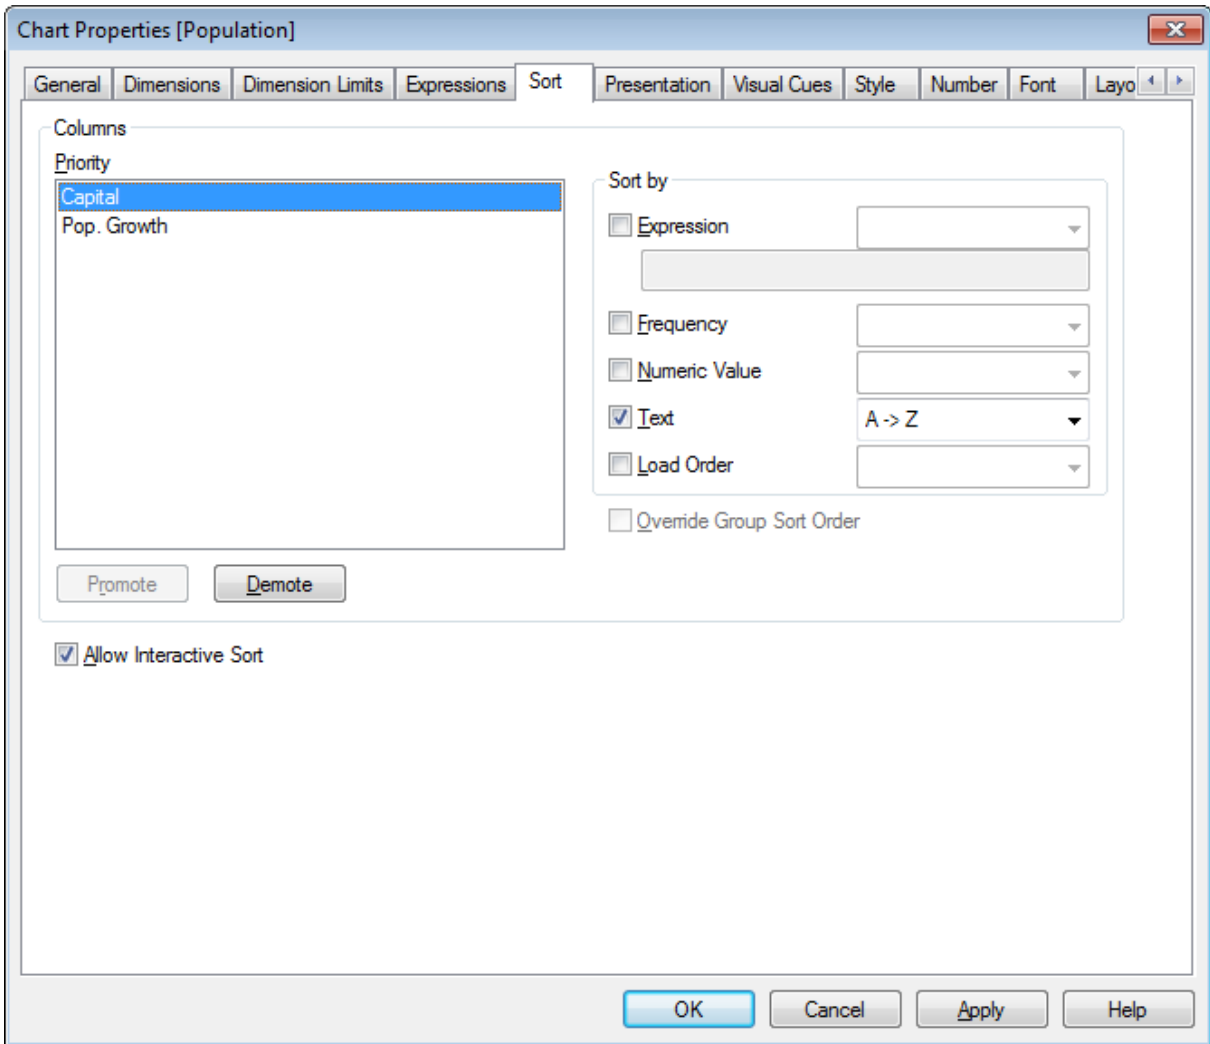 Chart Properties [Population]
General Dimensions Dimension Limits Expressions Sort Presentation Visual Cues Style Number Font Layo
Columns
Priority
Capital
Pop. Growth
Sort by
Expression
Frequency
Numeric Value
Text A -> Z
Load Order
Override Group Sort Order
Promote Demote
Allow Interactive Sort
OK Cancel Apply Help